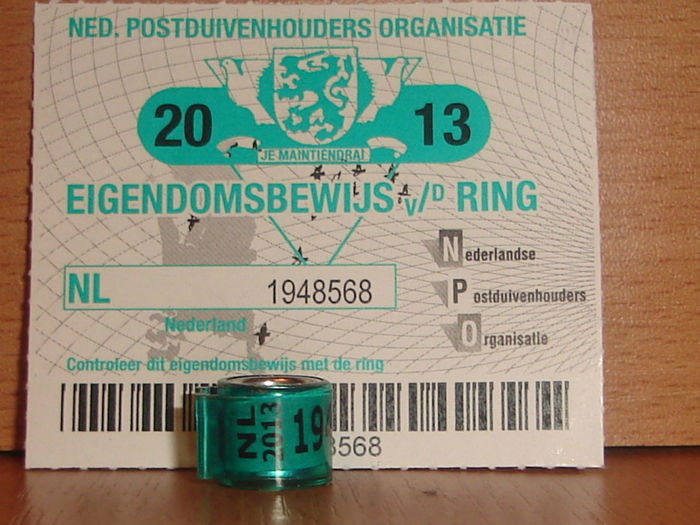 NED. POSTDUIVENHOUDERS ORGANISATIE
20 13
JE MAINTIENDRAI
EIGENDOMSBEWIJS v/D RING
NL 1948568
Nederland
Nederlandse
Postduivenhouders
Organisatie
Controleer dit eigendomsbewijs met de ring
8568
NL
2013
19